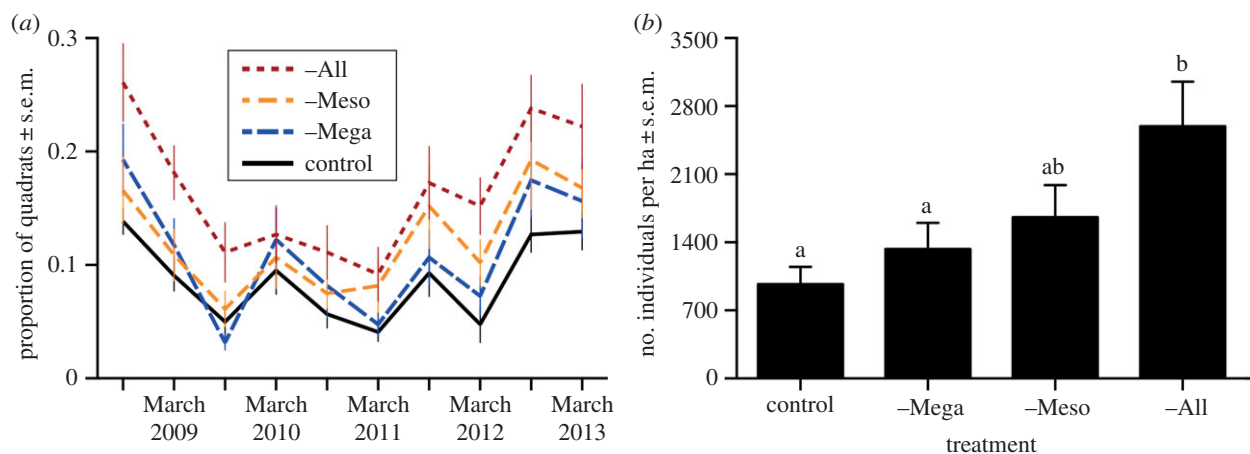 (a)
proportion of quadrats ± s.e.m.
0.3
0.2
0.1
0
–All
–Meso
–Mega
control
March 2009
March 2010
March 2011
March 2012
March 2013
(b)
no. individuals per ha ± s.e.m.
3500
2800
2100
1400
700
0
a
a
ab
b
control
–Mega
–Meso
–All
treatment